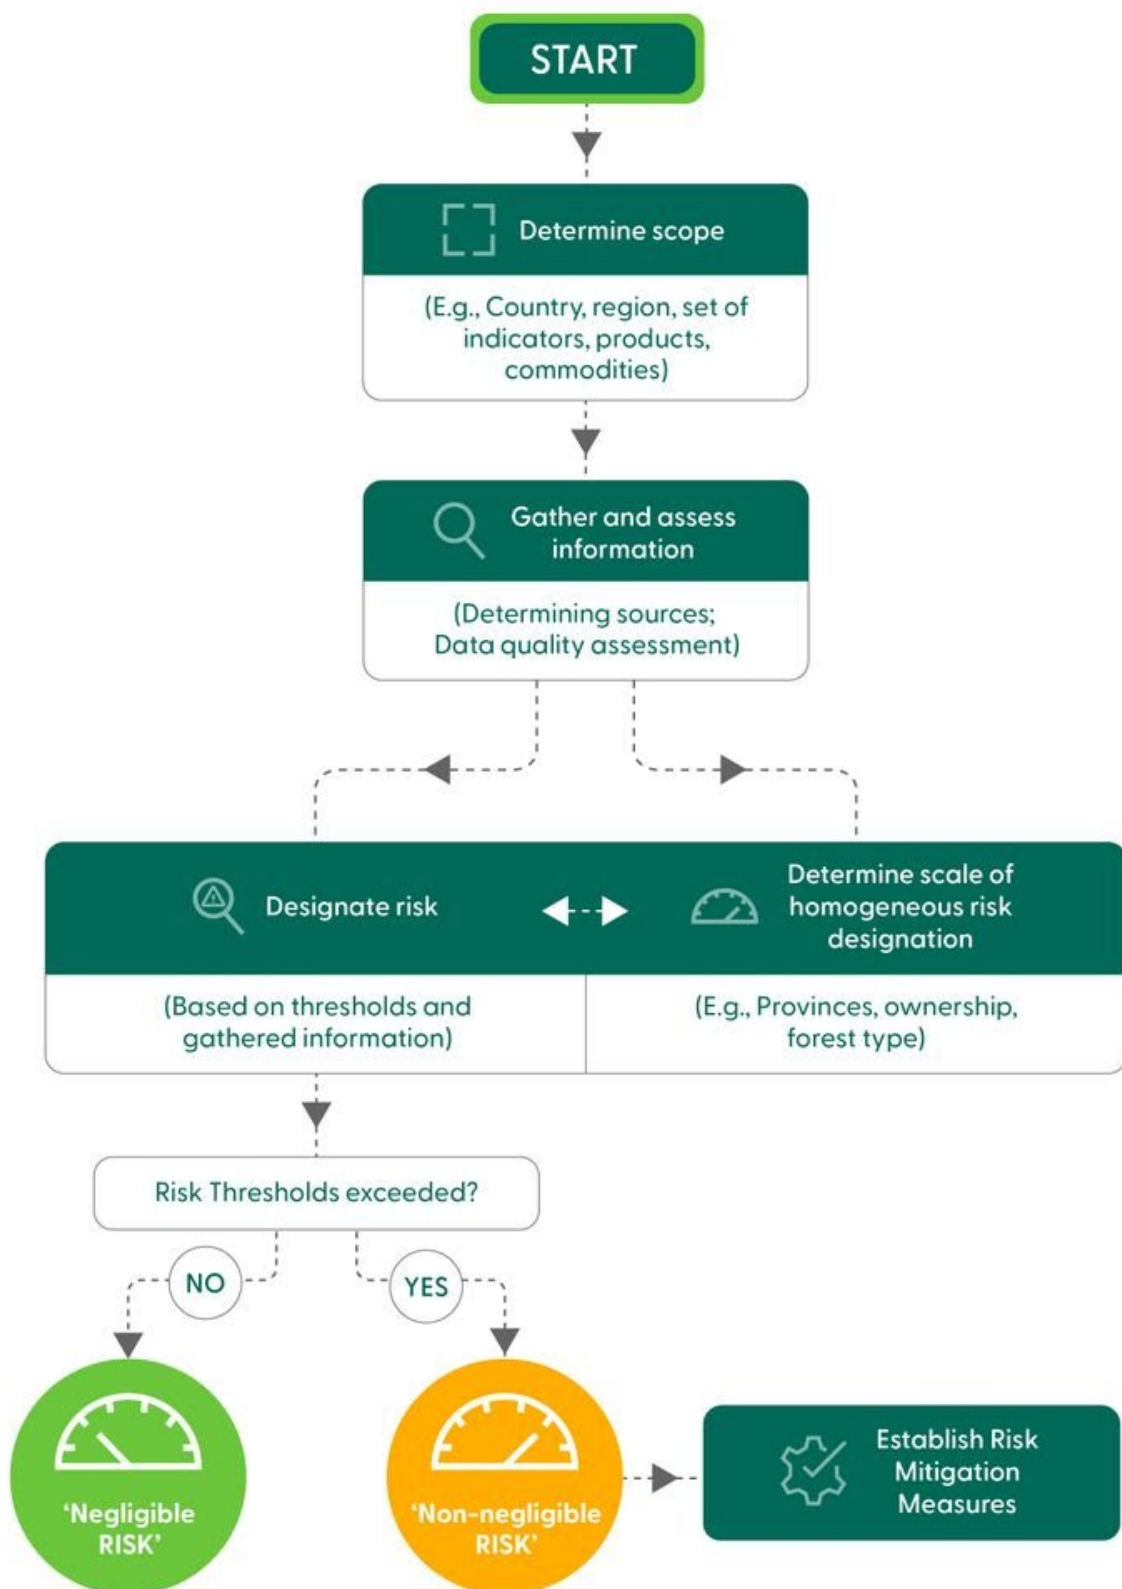 START
Determine scope
(E.g., Country, region, set of
indicators, products,
commodities)
Gather and assess
information
(Determining sources;
Data quality assessment)
Designate risk
Determine scale of
homogeneous risk
designation
(Based on thresholds and
gathered information)
(E.g., Provinces, ownership,
forest type)
Risk Thresholds exceeded?
NO
YES
‘Negligible
RISK’
‘Non-negligible
RISK’
Establish Risk
Mitigation
Measures